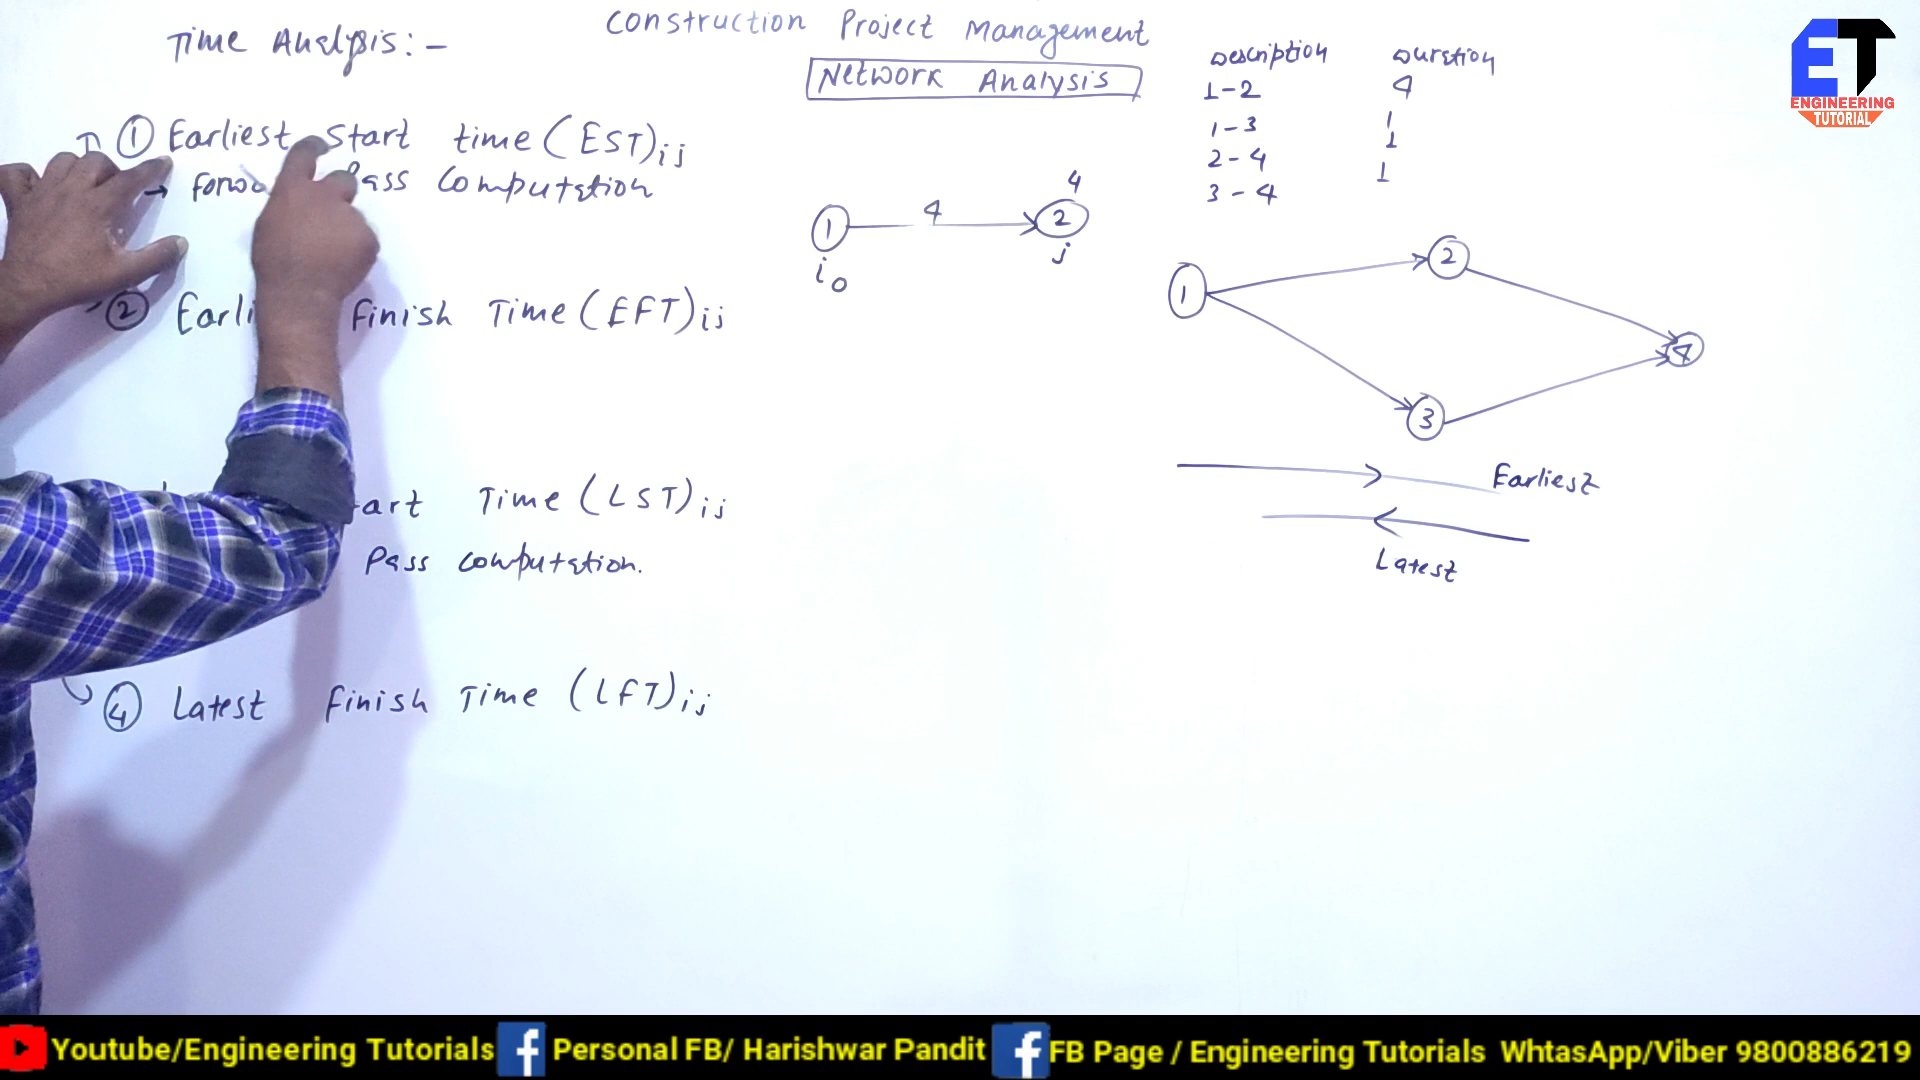 Construction Project Management
Network Analysis
Time Analysis:-
① Earliest Start time (EST)ij
→ Pass Computation
② Finish Time (EFT)ij
Time (LST)ij
Pass Computation.
④ Latest Finish Time (LFT)ij
1 4 2
4
i j
0
Description Duration
1-2 4
1-3 1
2-4 1
3-4 1
1 2
3 4
Earliest
Latest
ET
ENGINEERING
TUTORIAL
Youtube/Engineering Tutorials f Personal FB/ Harishwar Pandit f FB Page / Engineering Tutorials WhtasApp/Viber 9800886219